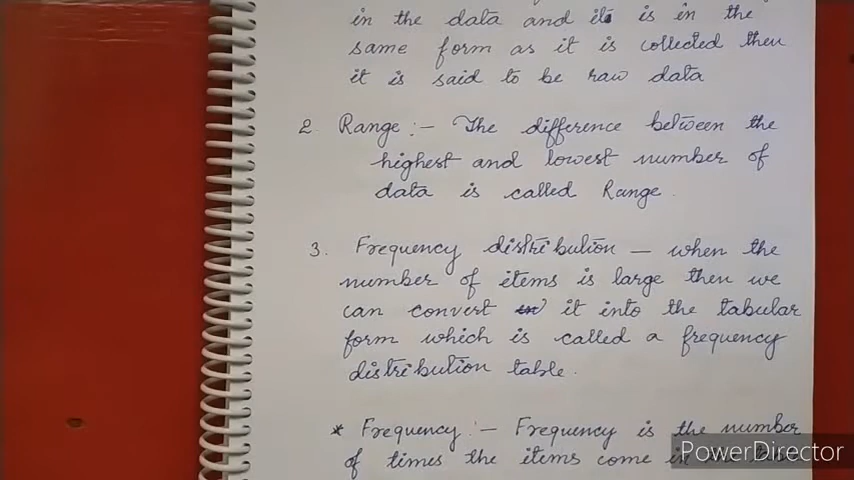 in the data and it is in the
same form as it is collected then
it is said to be raw data
2. Range :- The difference between the
highest and lowest number of
data is called Range.
3. Frequency distribution – when the
number of items is large then we
can convert it into the tabular
form which is called a frequency
distribution table.
* Frequency :- Frequency is the number
of times the items come in
PowerDirector